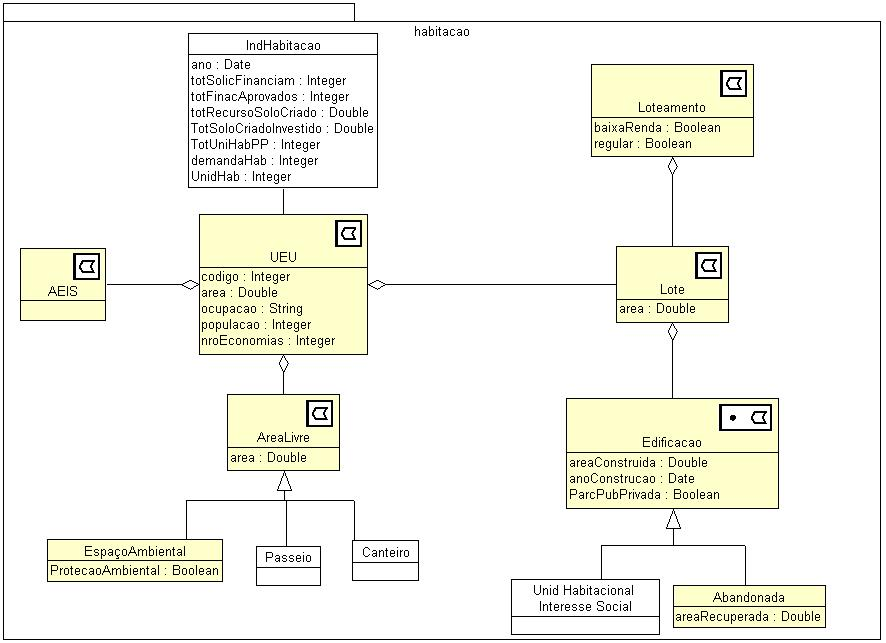 habitacao
IndHabitacao
ano : Date
totSolicFinanciam : Integer
totFinacAprovados : Integer
totRecursoSoloCriado : Double
TotSoloCriadoInvestido : Double
TotUniHabPP : Integer
demandaHab : Integer
UnidHab : Integer
Loteamento
baixaRenda : Boolean
regular : Boolean
AEIS
UEU
codigo : Integer
area : Double
ocupacao : String
populacao : Integer
nroEconomias : Integer
Lote
area : Double
AreaLivre
area : Double
Edificacao
areaConstruida : Double
anoConstrucao : Date
ParcPubPrivada : Boolean
EspaçoAmbiental
ProtecaoAmbiental : Boolean
Passeio
Canteiro
Unid Habitacional
Interesse Social
Abandonada
areaRecuperada : Double